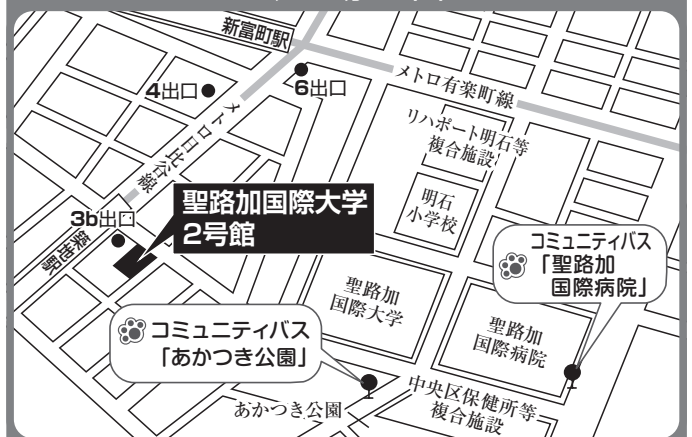 新富町駅
4出口
6出口
メトロ有楽町線
メトロ日比谷線
リハポート明石等
複合施設
明石
小学校
3b出口
築地駅
聖路加国際大学
2号館
コミュニティバス
「聖路加
国際病院」
聖路加
国際大学
聖路加
国際病院
コミュニティバス
「あかつき公園」
あかつき公園
中央区保健所等
複合施設